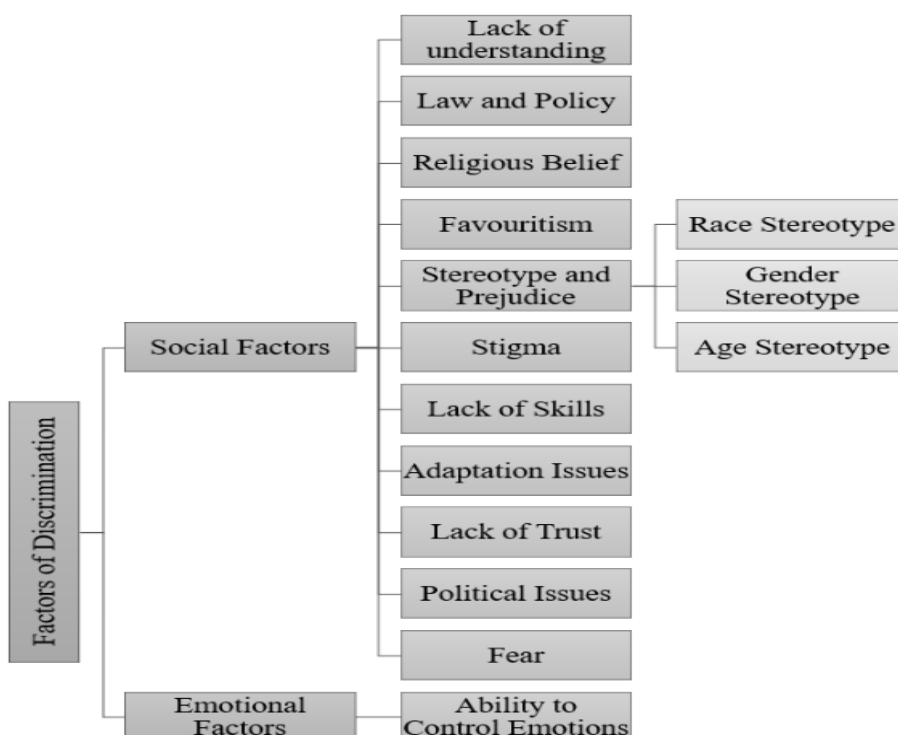 Factors of Discrimination
Social Factors
Lack of
understanding
Law and Policy
Religious Belief
Favouritism
Stereotype and
Prejudice
Race Stereotype
Gender
Stereotype
Age Stereotype
Stigma
Lack of Skills
Adaptation Issues
Lack of Trust
Political Issues
Fear
Emotional
Factors
Ability to
Control Emotions